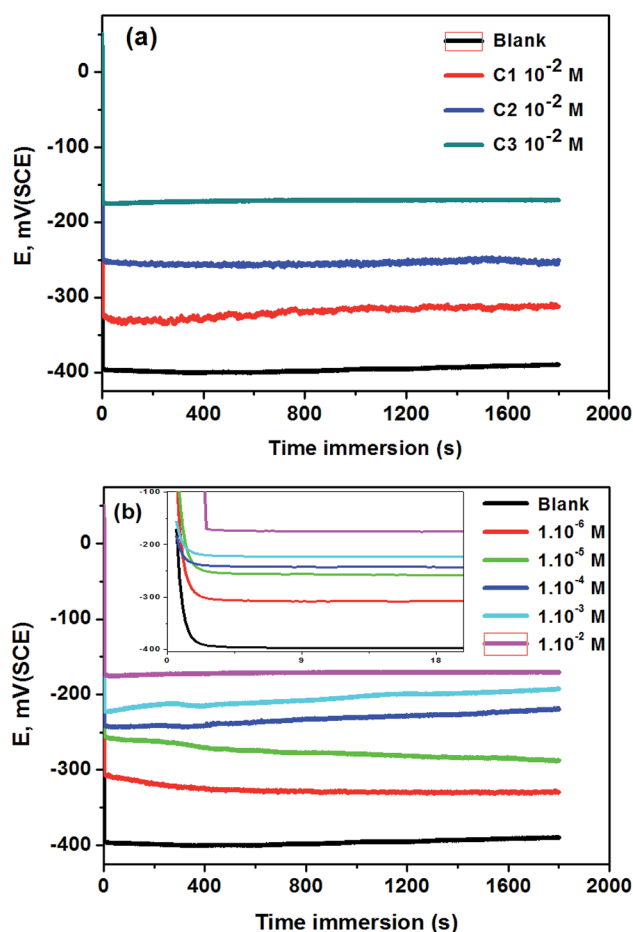 (a)
Blank
C1 10⁻² M
C2 10⁻² M
C3 10⁻² M
0
-100
-200
-300
-400
E, mV(SCE)
0 400 800 1200 1600 2000
Time immersion (s)
(b)
-100
-200
-300
-400
0 9 18
Blank
1.10⁻⁶ M
1.10⁻⁵ M
1.10⁻⁴ M
1.10⁻³ M
1.10⁻² M
0
-100
-200
-300
-400
E, mV(SCE)
0 400 800 1200 1600 2000
Time immersion (s)